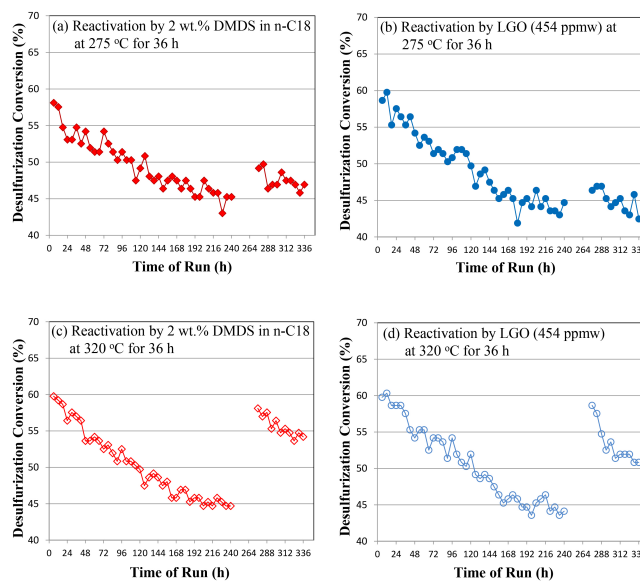 (a) Reactivation by 2 wt.% DMDS in n-C18
at 275 °C for 36 h
Desulfurization Conversion (%)
70
65
60
55
50
45
40
0 24 48 72 96 120 144 168 192 216 240 264 288 312 336
Time of Run (h)
(b) Reactivation by LGO (454 ppmw) at
275 °C for 36 h
Desulfurization Conversion (%)
70
65
60
55
50
45
40
0 24 48 72 96 120 144 168 192 216 240 264 288 312
Time of Run (h)
(c) Reactivation by 2 wt.% DMDS in n-C18
at 320 °C for 36 h
Desulfurization Conversion (%)
70
65
60
55
50
45
40
0 24 48 72 96 120 144 168 192 216 240 264 288 312 336
Time of Run (h)
(d) Reactivation by LGO (454 ppmw)
at 320 °C for 36 h
Desulfurization Conversion (%)
70
65
60
55
50
45
40
0 24 48 72 96 120 144 168 192 216 240 264 288 312
Time of Run (h)